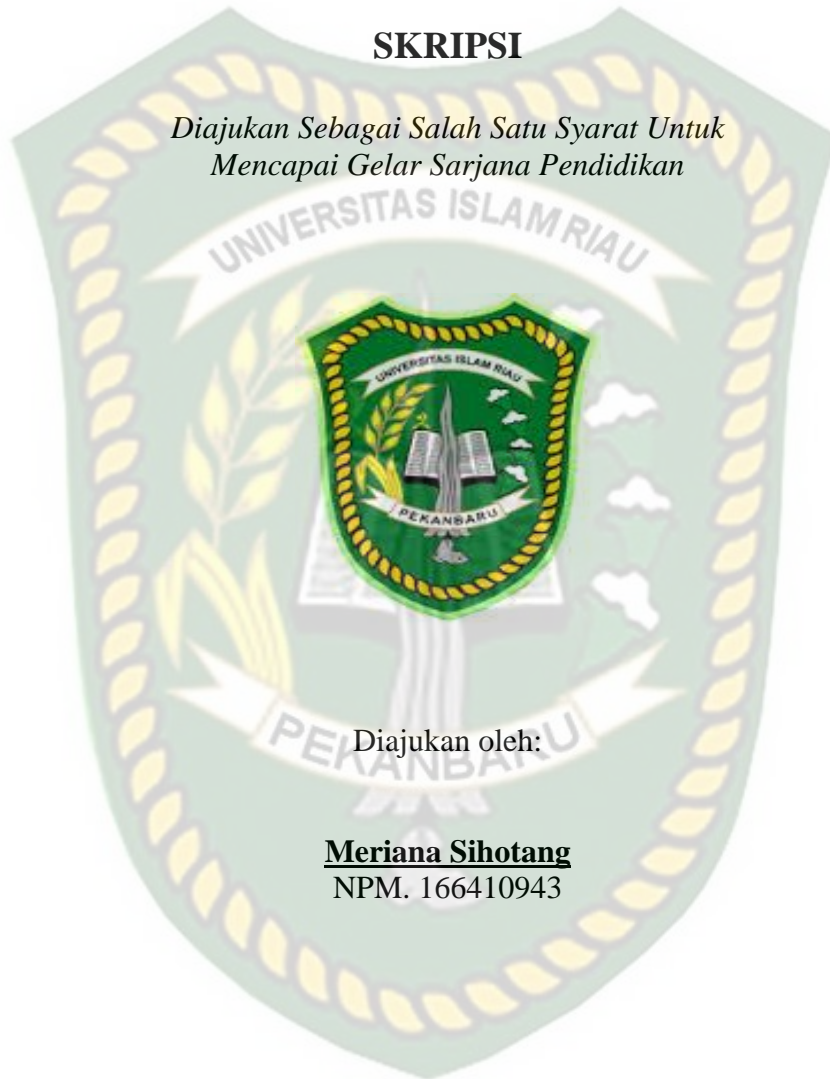 SKRIPSI
Diajukan Sebagai Salah Satu Syarat Untuk
Mencapai Gelar Sarjana Pendidikan
UNIVERSITAS ISLAM RIAU
UNIVERSITAS ISLAM RIAU
PEKANBARU
PEKANBARU
Diajukan oleh:
Meriana Sihotang
NPM. 166410943